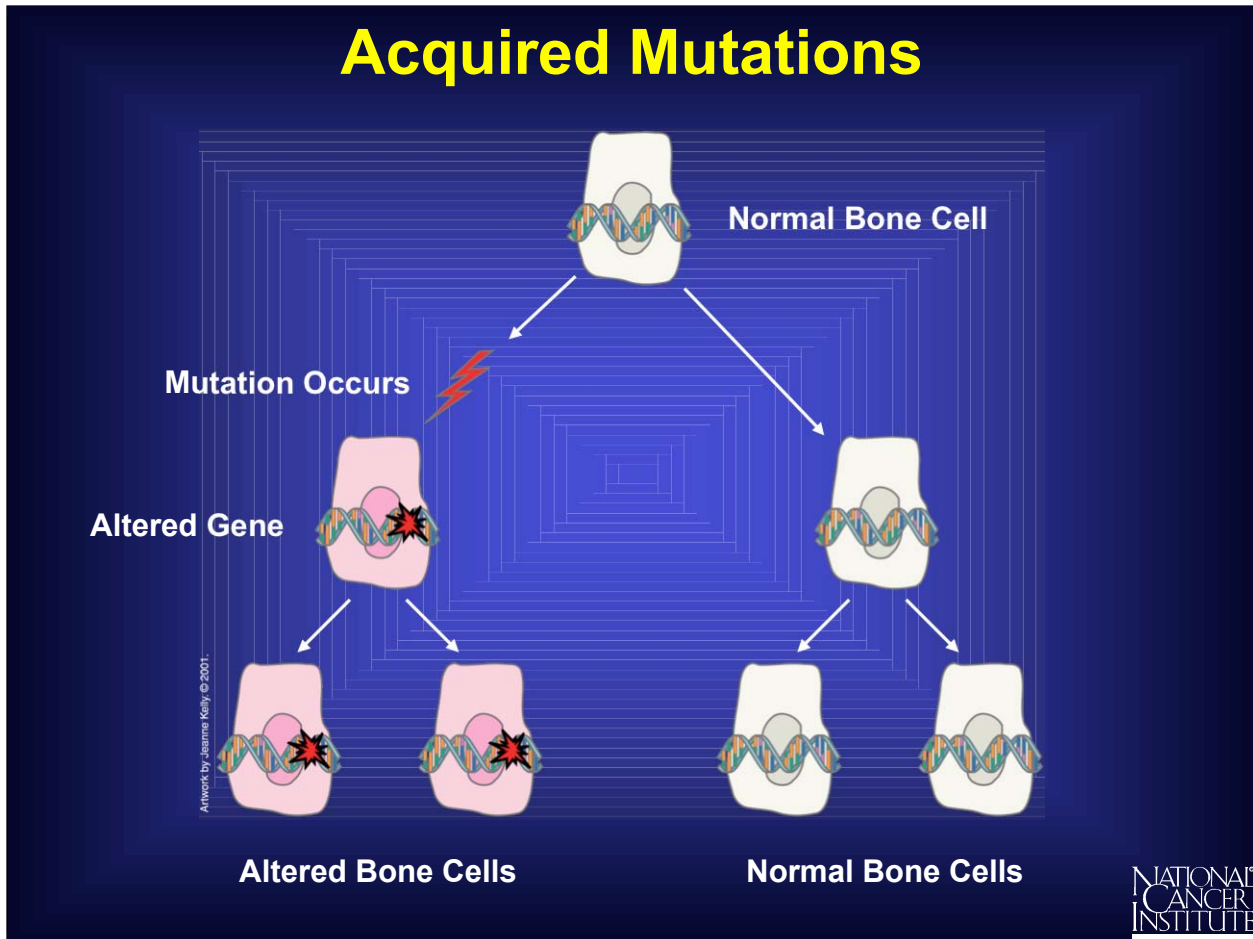 Acquired Mutations
Normal Bone Cell
Mutation Occurs
Altered Gene
Artwork by Jeanne Kelly. © 2001.
Altered Bone Cells
Normal Bone Cells
NATIONAL®
CANCER
INSTITUTE